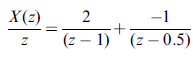 X(z)/z = 2/(z − 1) + −1/(z − 0.5)